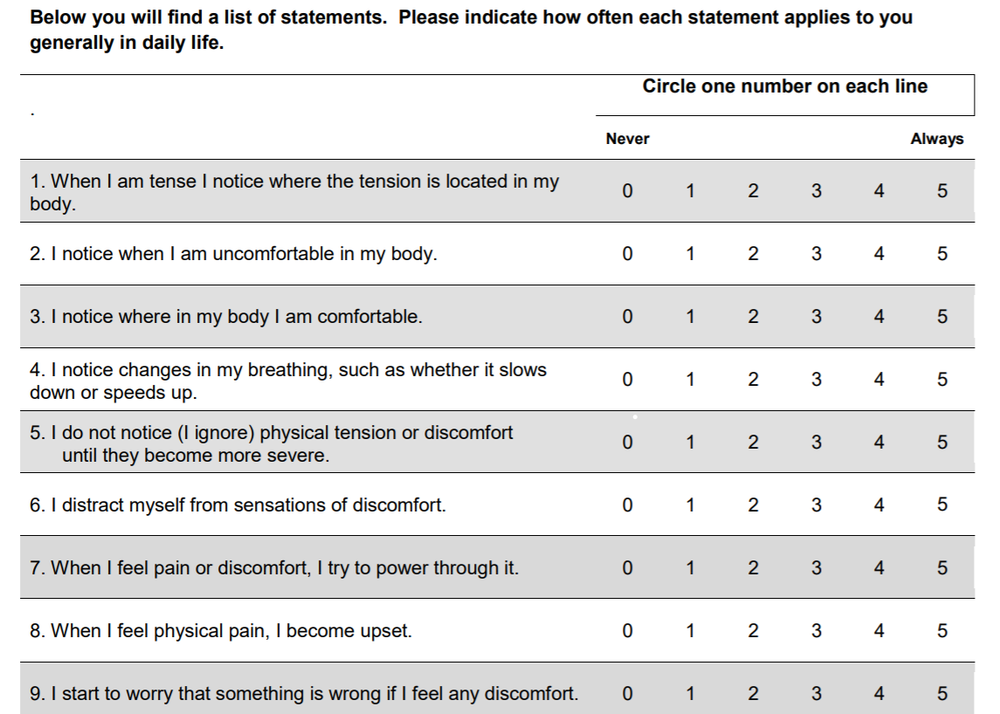 Below you will find a list of statements.  Please indicate how often each statement applies to you
generally in daily life.
Circle one number on each line
.
Never Always
1. When I am tense I notice where the tension is located in my
body.
0 1 2 3 4 5
2. I notice when I am uncomfortable in my body. 0 1 2 3 4 5
3. I notice where in my body I am comfortable. 0 1 2 3 4 5
4. I notice changes in my breathing, such as whether it slows
down or speeds up.
0 1 2 3 4 5
5. I do not notice (I ignore) physical tension or discomfort
until they become more severe.
0 1 2 3 4 5
6. I distract myself from sensations of discomfort. 0 1 2 3 4 5
7. When I feel pain or discomfort, I try to power through it. 0 1 2 3 4 5
8. When I feel physical pain, I become upset. 0 1 2 3 4 5
9. I start to worry that something is wrong if I feel any discomfort. 0 1 2 3 4 5